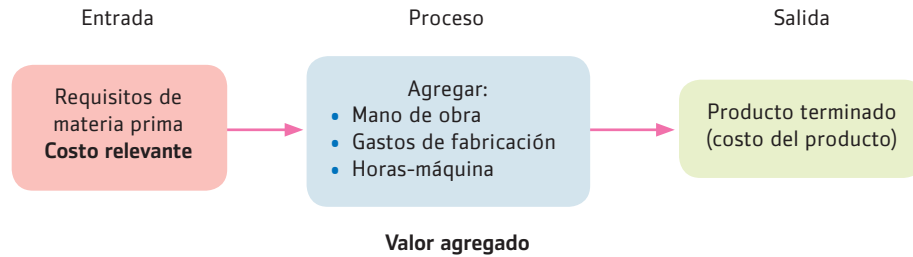 Entrada
Proceso
Salida
Requisitos de
materia prima
Costo relevante
Agregar:
• Mano de obra
• Gastos de fabricación
• Horas-máquina
Producto terminado
(costo del producto)
Valor agregado